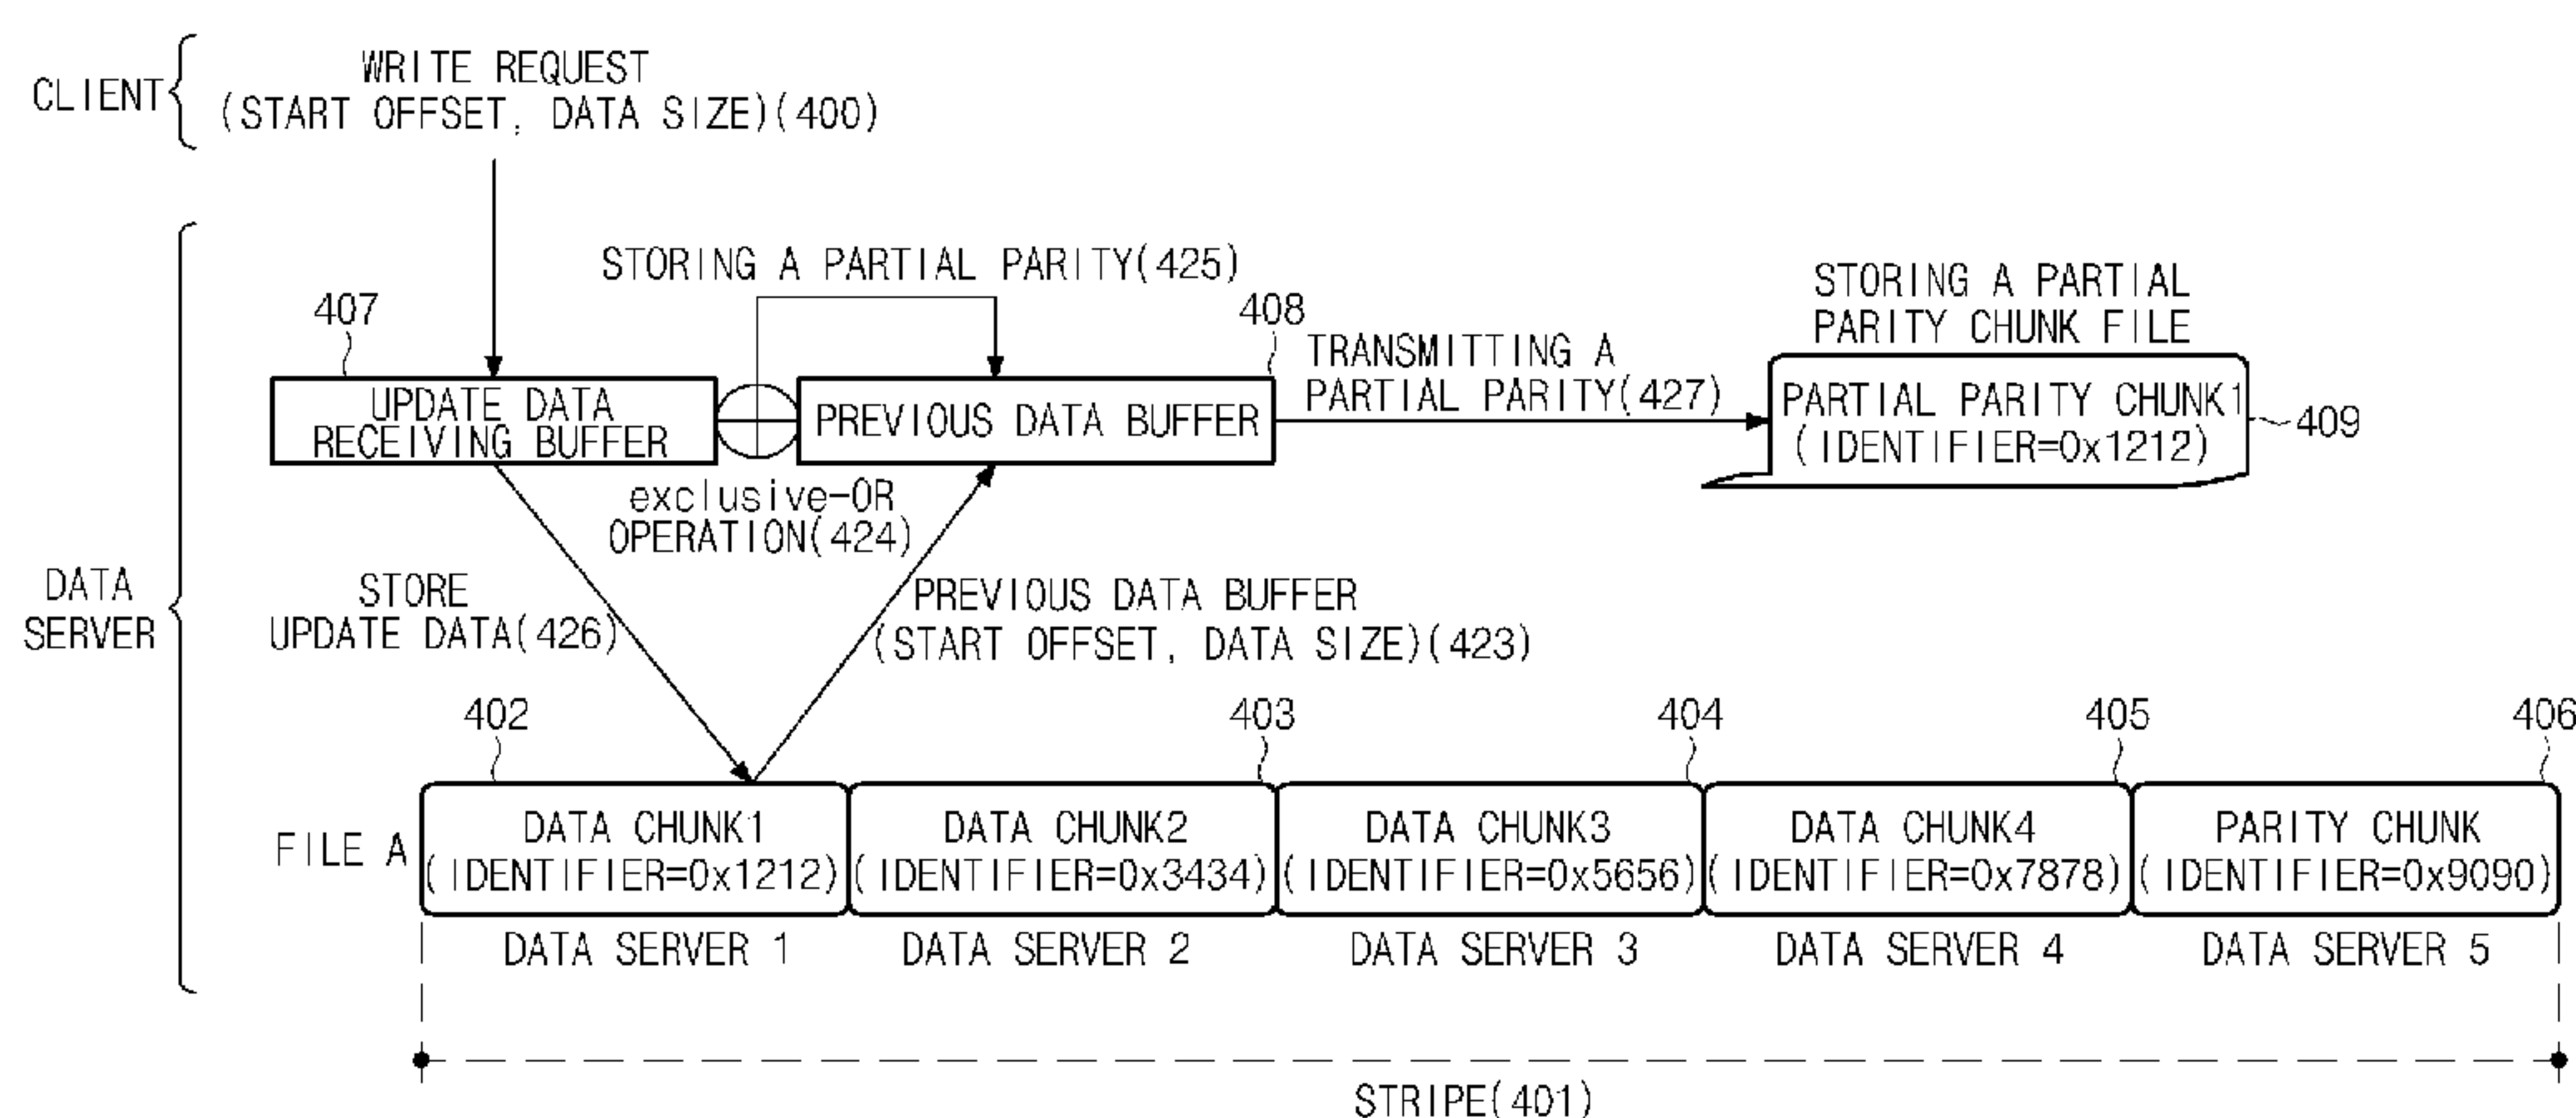 CLIENT
WRITE REQUEST
(START OFFSET, DATA SIZE)(400)
STORING A PARTIAL PARITY(425)
407
408
UPDATE DATA
RECEIVING BUFFER
PREVIOUS DATA BUFFER
TRANSMITTING A
PARTIAL PARITY(427)
STORING A PARTIAL
PARITY CHUNK FILE
PARTIAL PARITY CHUNK1
(IDENTIFIER=0x1212)
409
exclusive-OR
OPERATION(424)
DATA
SERVER
STORE
UPDATE DATA(426)
PREVIOUS DATA BUFFER
(START OFFSET, DATA SIZE)(423)
402
403
404
405
406
FILE A
DATA CHUNK1
(IDENTIFIER=0x1212)
DATA CHUNK2
(IDENTIFIER=0x3434)
DATA CHUNK3
(IDENTIFIER=0x5656)
DATA CHUNK4
(IDENTIFIER=0x7878)
PARITY CHUNK
(IDENTIFIER=0x9090)
DATA SERVER 1
DATA SERVER 2
DATA SERVER 3
DATA SERVER 4
DATA SERVER 5
STRIPE(401)